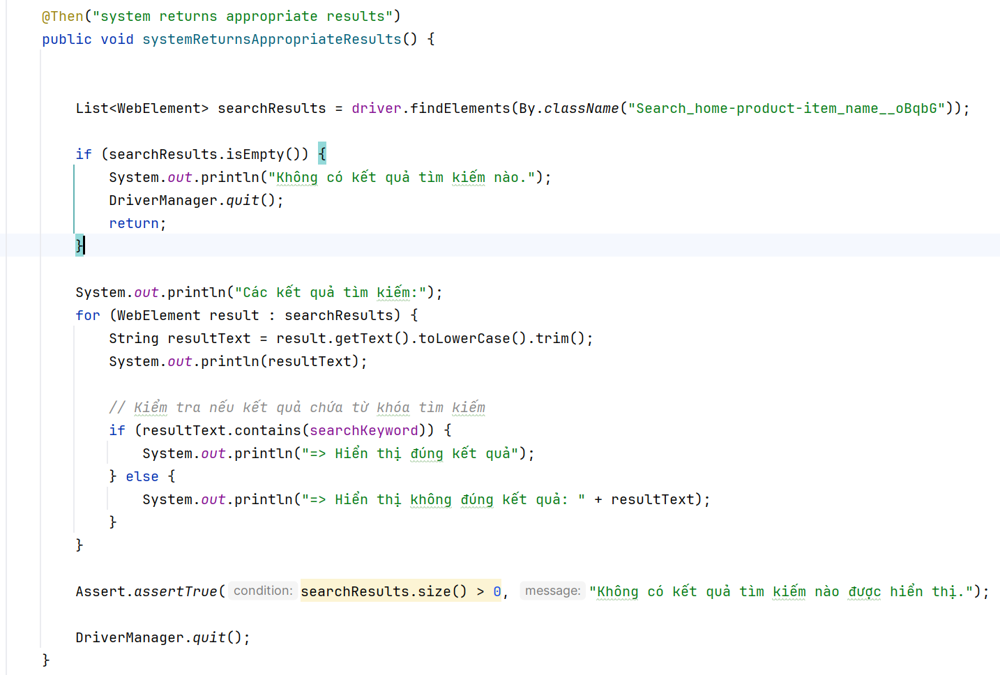 @Then("system returns appropriate results")
public void systemReturnsAppropriateResults() {
List<WebElement> searchResults = driver.findElements(By.className("Search_home-product-item_name__oBqbG"));
if (searchResults.isEmpty()) {
System.out.println("Không có kết quả tìm kiếm nào.");
DriverManager.quit();
return;
}
System.out.println("Các kết quả tìm kiếm:");
for (WebElement result : searchResults) {
String resultText = result.getText().toLowerCase().trim();
System.out.println(resultText);
// Kiểm tra nếu kết quả chứa từ khóa tìm kiếm
if (resultText.contains(searchKeyword)) {
System.out.println("=> Hiển thị đúng kết quả");
} else {
System.out.println("=> Hiển thị không đúng kết quả: " + resultText);
}
}
Assert.assertTrue( condition: searchResults.size() > 0, message: "Không có kết quả tìm kiếm nào được hiển thị.");
DriverManager.quit();
}